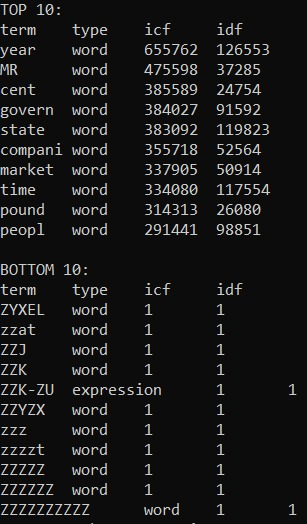 TOP 10:
term type icf idf
year word 655762 126553
MR word 475598 37285
cent word 385589 24754
govern word 384027 91592
state word 383092 119823
compani word 355718 52564
market word 337905 50914
time word 334080 117554
pound word 314313 26080
peopl word 291441 98851
BOTTOM 10:
term type icf idf
ZYXEL word 1 1
zzat word 1 1
ZZJ word 1 1
ZZK word 1 1
ZZK-ZU expression 1 1
ZZYZX word 1 1
zzz word 1 1
zzzzt word 1 1
ZZZZZ word 1 1
ZZZZZZ word 1 1
ZZZZZZZZZZ word 1 1